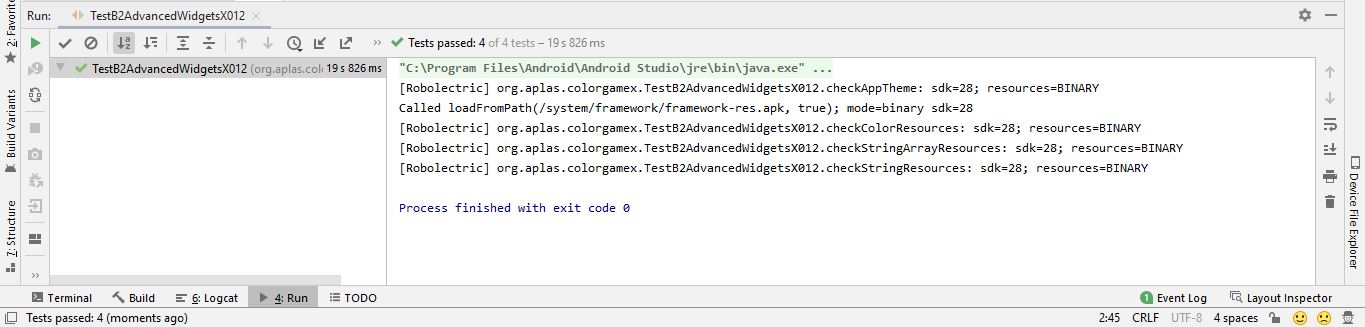 Run: TestB2AdvancedWidgetsX012
Tests passed: 4 of 4 tests – 19 s 826 ms
TestB2AdvancedWidgetsX012 (org.aplas.col 19 s 826 ms
"C:\Program Files\Android\Android Studio\jre\bin\java.exe" ...
[Robolectric] org.aplas.colorgamex.TestB2AdvancedWidgetsX012.checkAppTheme: sdk=28; resources=BINARY
Called loadFromPath(/system/framework/framework-res.apk, true); mode=binary sdk=28
[Robolectric] org.aplas.colorgamex.TestB2AdvancedWidgetsX012.checkColorResources: sdk=28; resources=BINARY
[Robolectric] org.aplas.colorgamex.TestB2AdvancedWidgetsX012.checkStringArrayResources: sdk=28; resources=BINARY
[Robolectric] org.aplas.colorgamex.TestB2AdvancedWidgetsX012.checkStringResources: sdk=28; resources=BINARY
Process finished with exit code 0
2: Favorite
Build Variants
Z: Structure
Device File Explorer
Terminal Build 6: Logcat 4: Run TODO
1 Event Log Layout Inspector
Tests passed: 4 (moments ago)
2:45 CRLF UTF-8 4 spaces